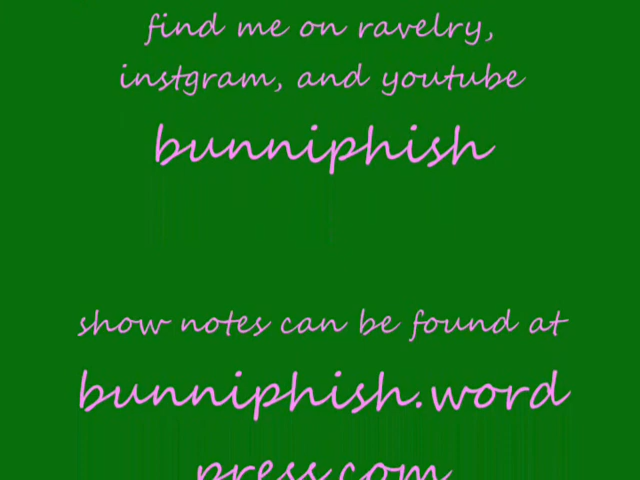 find me on ravelry,
instgram, and youtube
bunniphish
show notes can be found at
bunniphish.word
press.com